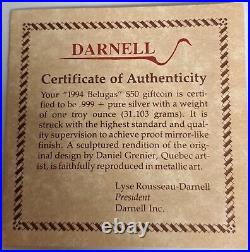 DARNELL
Certificate of Authenticity
Your "1994 Belugas" $50 giftcoin is certi-
fied to be .999 + pure silver with a weight
of one troy ounce (31.103 grams). It is
struck with the highest standard and quali-
ty supervision to achieve proof mirror-like
finish. A sculptured rendition of the orig-
inal design by Daniel Grenier, Quebec art-
ist, is faithfully reproduced in metallic art.
Lyse Rousseau-Darnell
President
Darnell Inc.